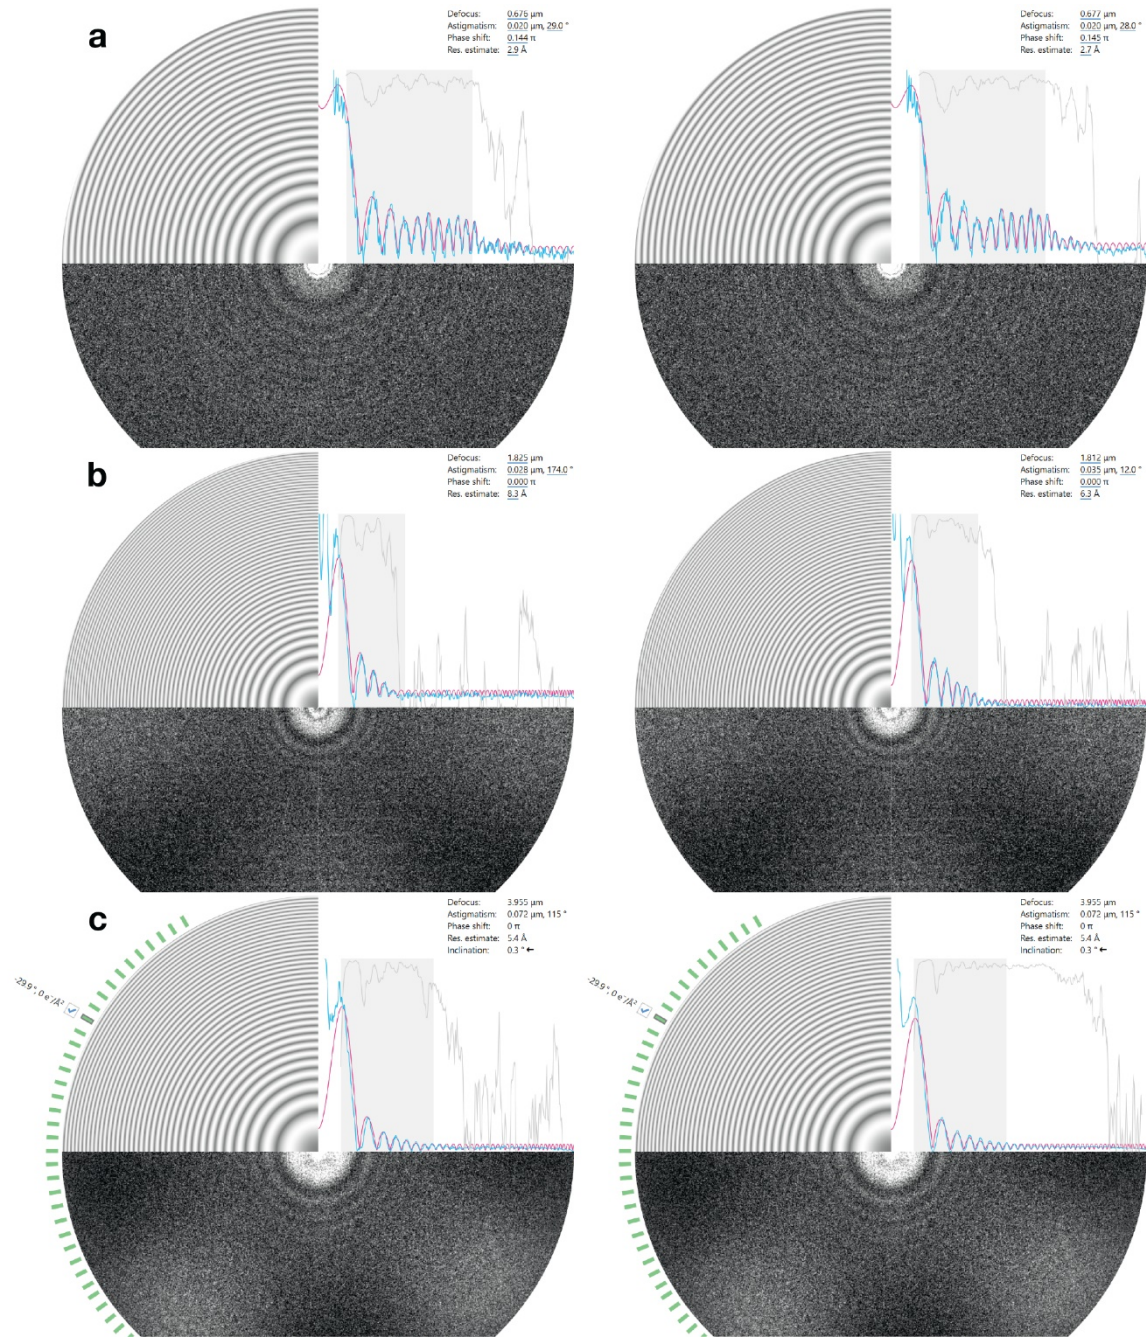 a
Defocus: 0.676 µm
Astigmatism: 0.020 µm, 29.0 °
Phase shift: 0.144 π
Res. estimate: 2.9 Å
Defocus: 0.677 µm
Astigmatism: 0.020 µm, 28.0 °
Phase shift: 0.145 π
Res. estimate: 2.7 Å
b
Defocus: 1.825 µm
Astigmatism: 0.028 µm, 174.0 °
Phase shift: 0.000 π
Res. estimate: 8.3 Å
Defocus: 1.812 µm
Astigmatism: 0.035 µm, 12.0 °
Phase shift: 0.000 π
Res. estimate: 6.3 Å
c
Defocus: 3.955 µm
Astigmatism: 0.072 µm, 115 °
Phase shift: 0 π
Res. estimate: 5.4 Å
Inclination: 0.3 ° ←
-29.9°, 0 e⁻/Å²
Defocus: 3.955 µm
Astigmatism: 0.072 µm, 115 °
Phase shift: 0 π
Res. estimate: 5.4 Å
Inclination: 0.3 ° ←
-29.9°, 0 e⁻/Å²